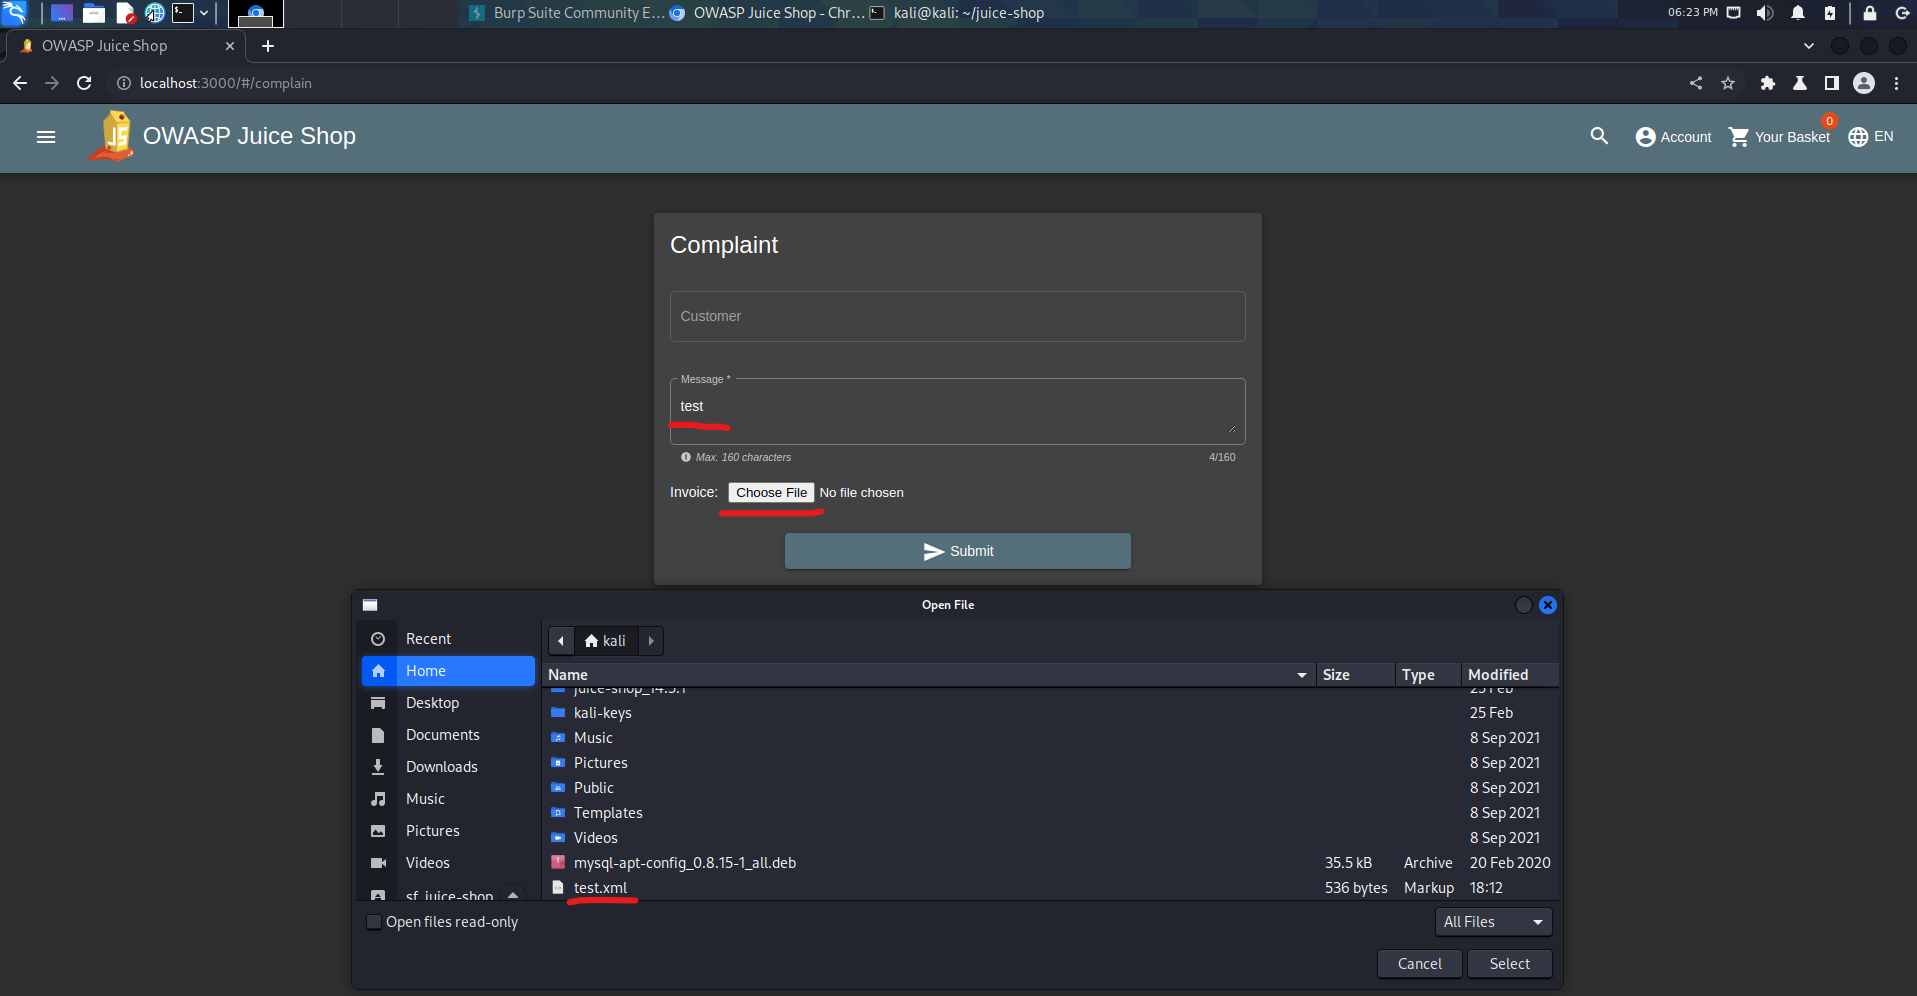 Burp Suite Community E... OWASP Juice Shop - Chr... kali@kali: ~/juice-shop 06:23 PM
OWASP Juice Shop
localhost:3000/#/complain
OWASP Juice Shop
Account
Your Basket
0
EN
Complaint
Customer
Message *
test
Max. 160 characters 4/160
Invoice: Choose File No file chosen
Submit
Open File
Recent
Home
Desktop
Documents
Downloads
Music
Pictures
Videos
sf_juice-shop
kali
Name Size Type Modified
juice-shop_14.5.1 25 Feb
kali-keys 25 Feb
Music 8 Sep 2021
Pictures 8 Sep 2021
Public 8 Sep 2021
Templates 8 Sep 2021
Videos 8 Sep 2021
mysql-apt-config_0.8.15-1_all.deb 35.5 kB Archive 20 Feb 2020
test.xml 536 bytes Markup 18:12
Open files read-only
All Files
Cancel Select